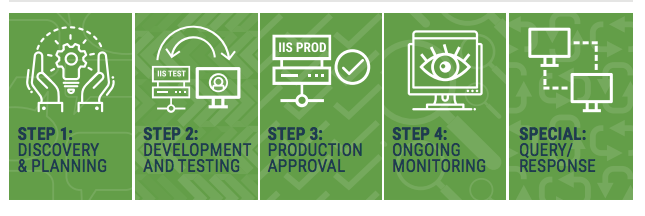 IIS TEST
IIS PROD
STEP 1:
DISCOVERY
& PLANNING
STEP 2:
DEVELOPMENT
AND TESTING
STEP 3:
PRODUCTION
APPROVAL
STEP 4:
ONGOING
MONITORING
SPECIAL:
QUERY/
RESPONSE